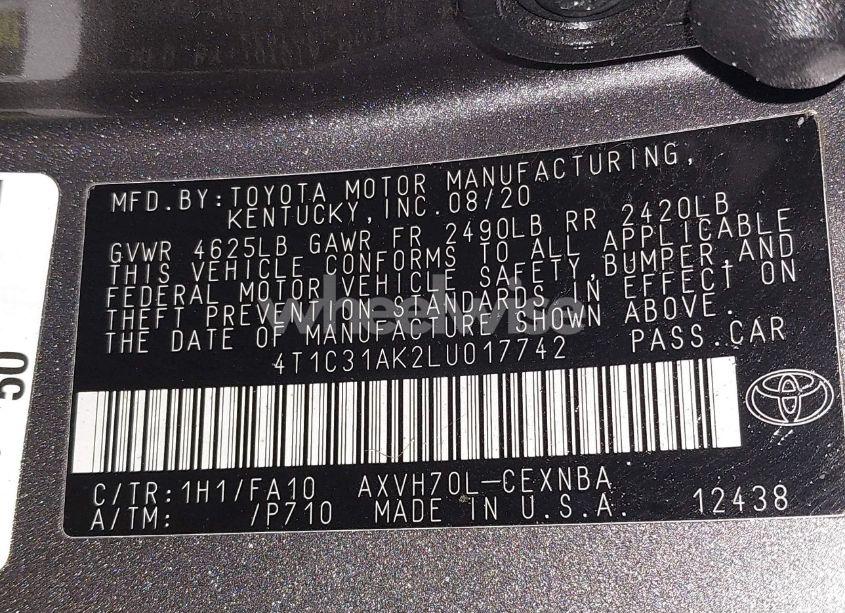 MFD.BY:TOYOTA MOTOR MANUFACTURING,
KENTUCKY,INC.08/20
GVWR 4625LB GAWR FR 2490LB RR 2420LB
THIS VEHICLE CONFORMS TO ALL APPLICABLE
FEDERAL MOTOR VEHICLE SAFETY,BUMPER,AND
THEFT PREVENTION STANDARDS IN EFFECT ON
THE DATE OF MANUFACTURE SHOWN ABOVE.
wheelwise
4T1C31AK2LU017742 PASS.CAR
C/TR:1H1/FA10 AXVH70L-CEXNBA
A/TM: /P710 MADE IN U.S.A. 12438
05